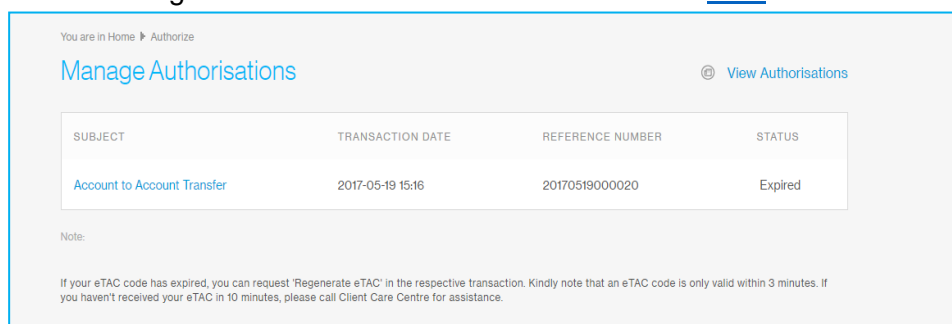 You are in Home ▶ Authorize
Manage Authorisations
View Authorisations
SUBJECT TRANSACTION DATE REFERENCE NUMBER STATUS
Account to Account Transfer 2017-05-19 15:16 20170519000020 Expired
Note:
If your eTAC code has expired, you can request 'Regenerate eTAC' in the respective transaction. Kindly note that an eTAC code is only valid within 3 minutes. If
you haven't received your eTAC in 10 minutes, please call Client Care Centre for assistance.